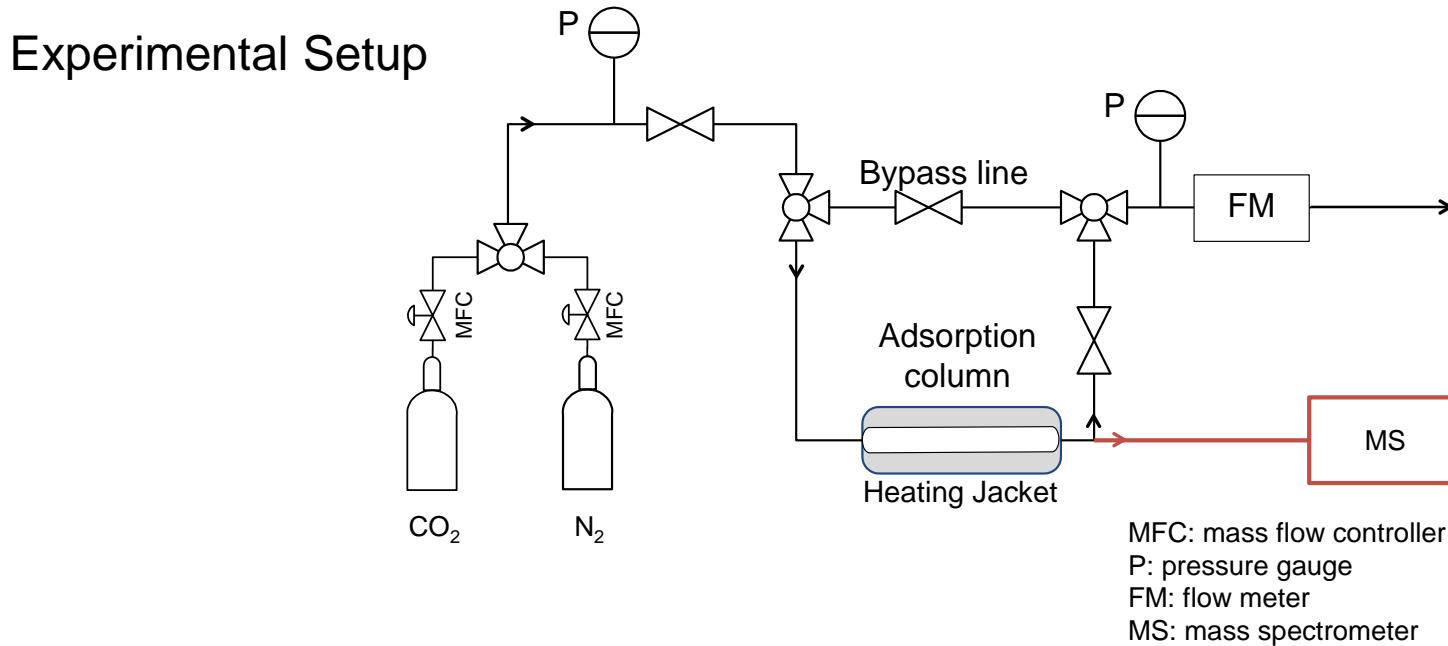 Experimental Setup
P
P
Bypass line
FM
MFC
MFC
Adsorption
column
MS
Heating Jacket
CO₂
N₂
MFC: mass flow controller
P: pressure gauge
FM: flow meter
MS: mass spectrometer